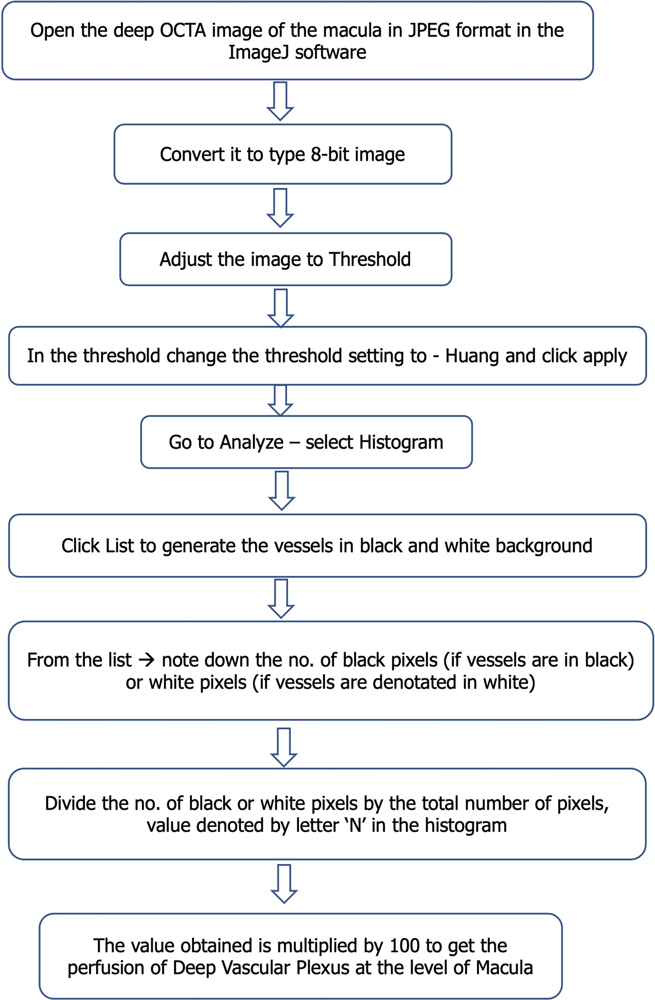 Open the deep OCTA image of the macula in JPEG format in the
ImageJ software
Convert it to type 8-bit image
Adjust the image to Threshold
In the threshold change the threshold setting to - Huang and click apply
Go to Analyze – select Histogram
Click List to generate the vessels in black and white background
From the list → note down the no. of black pixels (if vessels are in black)
or white pixels (if vessels are denotated in white)
Divide the no. of black or white pixels by the total number of pixels,
value denoted by letter ‘N’ in the histogram
The value obtained is multiplied by 100 to get the
perfusion of Deep Vascular Plexus at the level of Macula